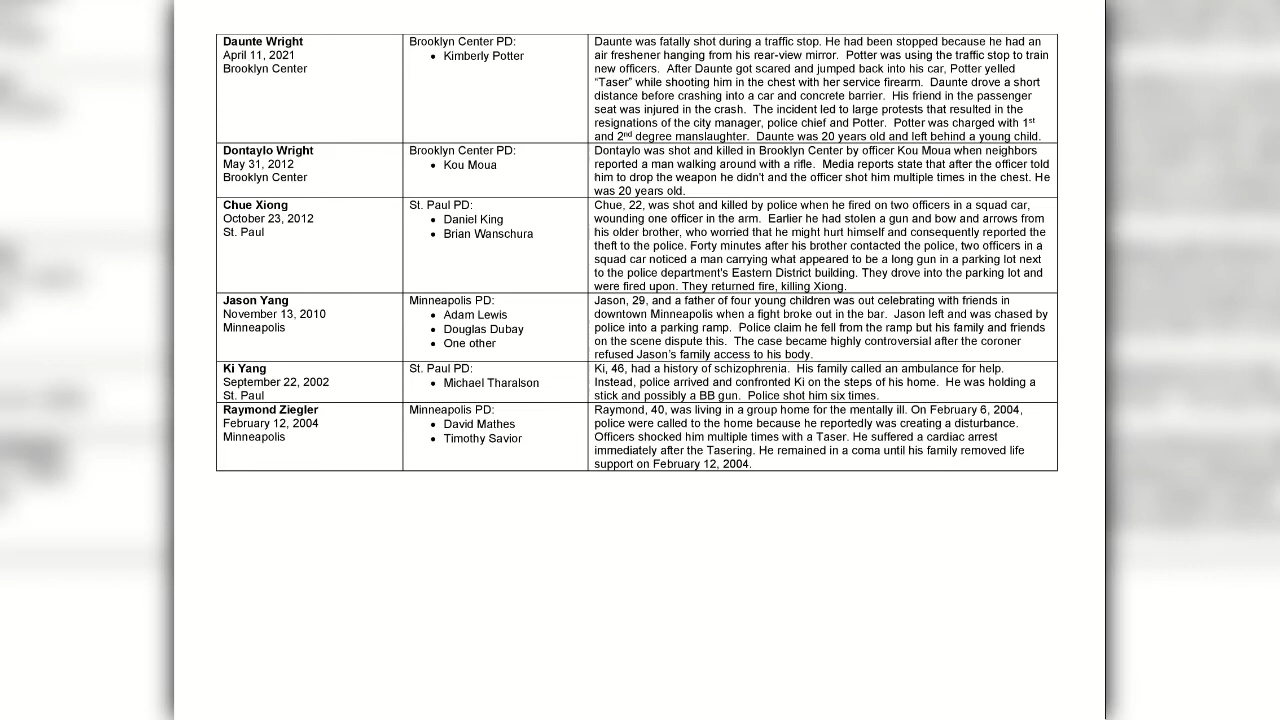 Daunte Wright
April 11, 2021
Brooklyn Center
Brooklyn Center PD:
• Kimberly Potter
Daunte was fatally shot during a traffic stop. He had been stopped because he had an
air freshener hanging from his rear-view mirror.  Potter was using the traffic stop to train
new officers.  After Daunte got scared and jumped back into his car, Potter yelled
“Taser” while shooting him in the chest with her service firearm.  Daunte drove a short
distance before crashing into a car and concrete barrier.  His friend in the passenger
seat was injured in the crash.  The incident led to large protests that resulted in the
resignations of the city manager, police chief and Potter.  Potter was charged with 1st
and 2nd degree manslaughter.  Daunte was 20 years old and left behind a young child.
Dontaylo Wright
May 31, 2012
Brooklyn Center
Brooklyn Center PD:
• Kou Moua
Dontaylo was shot and killed in Brooklyn Center by officer Kou Moua when neighbors
reported a man walking around with a rifle.  Media reports state that after the officer told
him to drop the weapon he didn't and the officer shot him multiple times in the chest. He
was 20 years old.
Chue Xiong
October 23, 2012
St. Paul
St. Paul PD:
• Daniel King
• Brian Wanschura
Chue, 22, was shot and killed by police when he fired on two officers in a squad car,
wounding one officer in the arm.  Earlier he had stolen a gun and bow and arrows from
his older brother, who worried that he might hurt himself and consequently reported the
theft to the police. Forty minutes after his brother contacted the police, two officers in a
squad car noticed a man carrying what appeared to be a long gun in a parking lot next
to the police department's Eastern District building. They drove into the parking lot and
were fired upon. They returned fire, killing Xiong.
Jason Yang
November 13, 2010
Minneapolis
Minneapolis PD:
• Adam Lewis
• Douglas Dubay
• One other
Jason, 29, and a father of four young children was out celebrating with friends in
downtown Minneapolis when a fight broke out in the bar.  Jason left and was chased by
police into a parking ramp.  Police claim he fell from the ramp but his family and friends
on the scene dispute this.  The case became highly controversial after the coroner
refused Jason's family access to his body.
Ki Yang
September 22, 2002
St. Paul
St. Paul PD:
• Michael Tharalson
Ki, 46, had a history of schizophrenia.  His family called an ambulance for help.
Instead, police arrived and confronted Ki on the steps of his home.  He was holding a
stick and possibly a BB gun.  Police shot him six times.
Raymond Ziegler
February 12, 2004
Minneapolis
Minneapolis PD:
• David Mathes
• Timothy Savior
Raymond, 40, was living in a group home for the mentally ill. On February 6, 2004,
police were called to the home because he reportedly was creating a disturbance.
Officers shocked him multiple times with a Taser. He suffered a cardiac arrest
immediately after the Tasering. He remained in a coma until his family removed life
support on February 12, 2004.